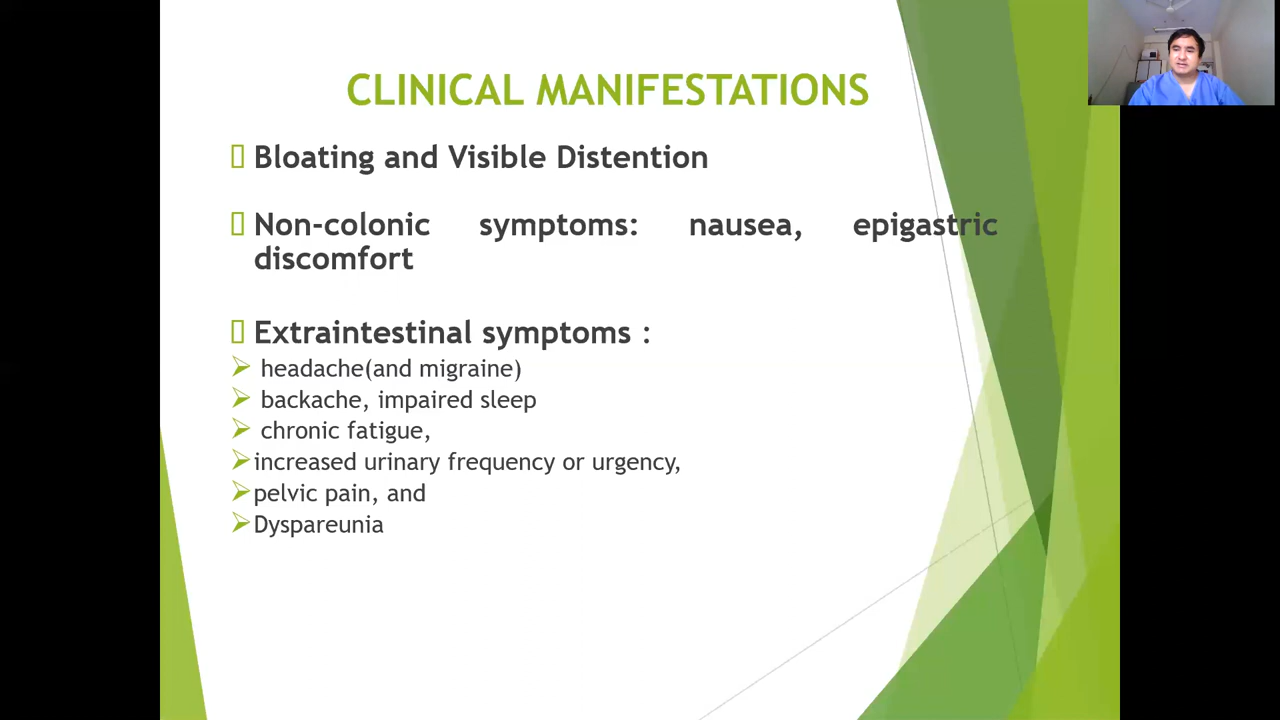 CLINICAL MANIFESTATIONS
Bloating and Visible Distention
Non-colonic symptoms: nausea, epigastric
discomfort
Extraintestinal symptoms :
headache(and migraine)
backache, impaired sleep
chronic fatigue,
increased urinary frequency or urgency,
pelvic pain, and
Dyspareunia